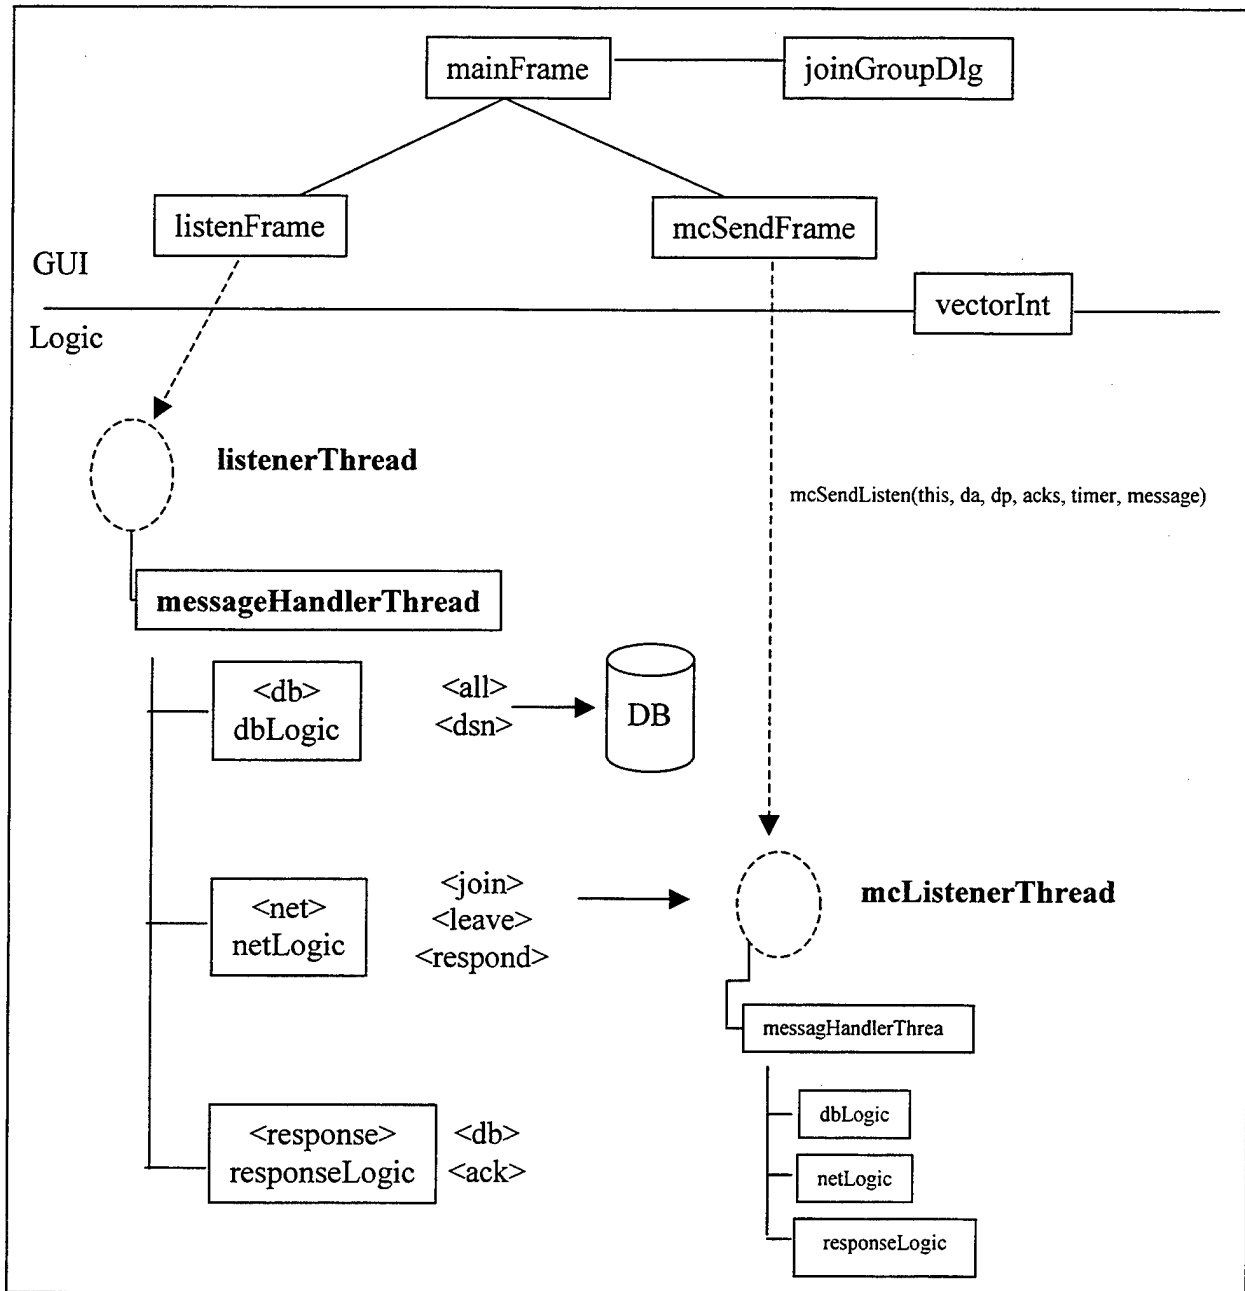 mainFrame
joinGroupDlg
listenFrame
mcSendFrame
GUI
vectorInt
Logic
listenerThread
mcSendListen(this, da, dp, acks, timer, message)
messageHandlerThread
<db>
dbLogic
<all>
<dsn>
DB
<net>
netLogic
<join>
<leave>
<respond>
mcListenerThread
messagHandlerThrea
<response>
responseLogic
<db>
<ack>
dbLogic
netLogic
responseLogic